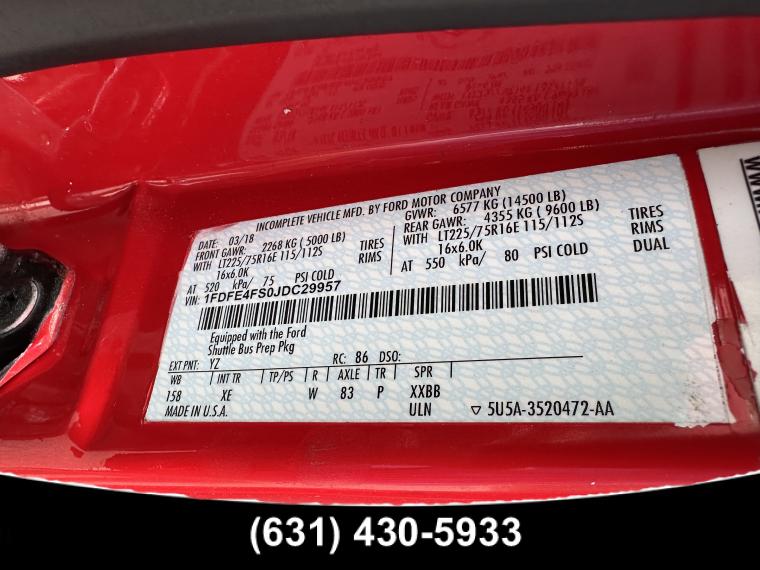 INCOMPLETE VEHICLE MFD. BY FORD MOTOR COMPANY
DATE: 03/18 GVWR: 6577 KG (14500 LB)
FRONT GAWR: 2268 KG ( 5000 LB) REAR GAWR: 4355 KG ( 9600 LB)
WITH LT225/75R16E 115/112S TIRES WITH LT225/75R16E 115/112S TIRES
16x6.0K RIMS 16x6.0K RIMS
AT 520 kPa/ 75 PSI COLD AT 550 kPa/ 80 PSI COLD DUAL
VIN: 1FDFE4FS0JDC29957
Equipped with the Ford
Shuttle Bus Prep Pkg
EXT PNT: YZ RC: 86 DSO:
WB INT TR TP/PS R AXLE TR SPR
158 XE W 83 P XXBB
MADE IN U.S.A. ULN ▽ 5U5A-3520472-AA
(631) 430-5933